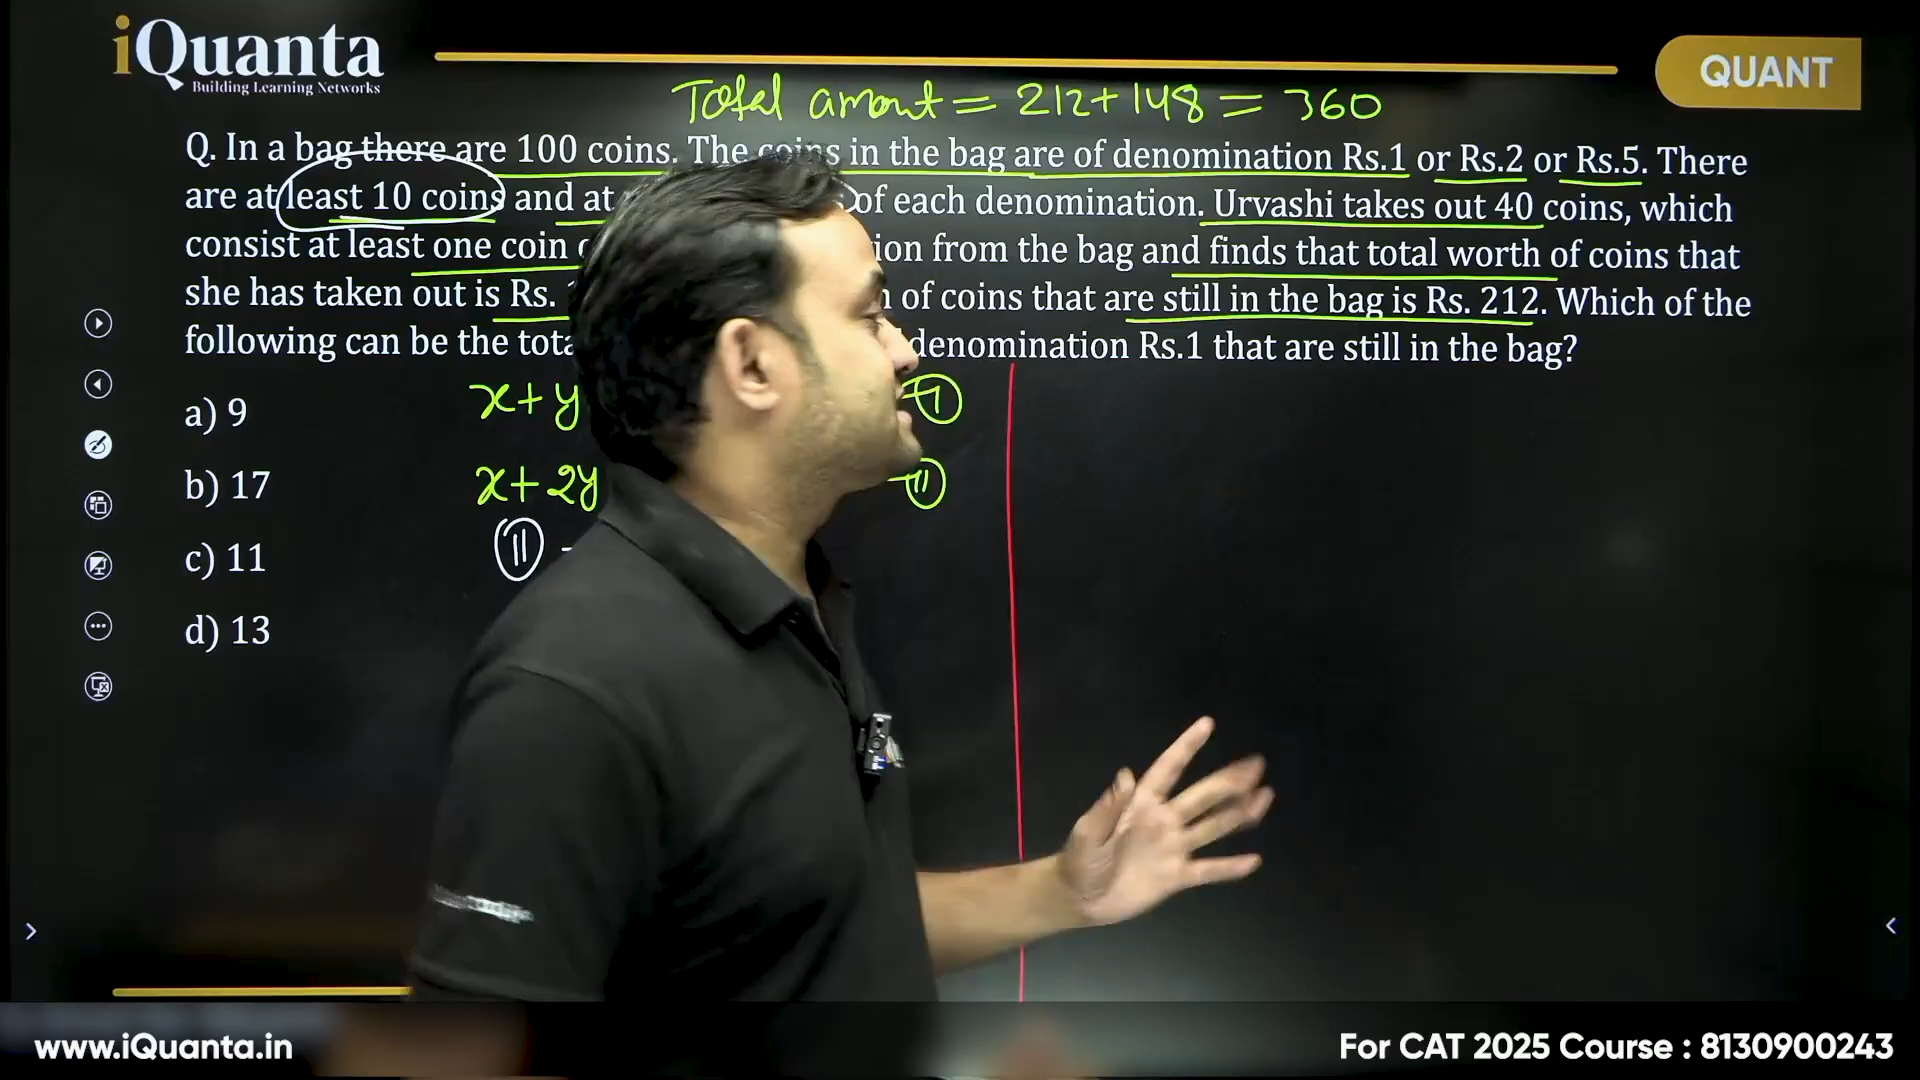 iQuanta
Building Learning Networks
QUANT
Total amount = 212+148 = 360
Q. In a bag there are 100 coins. The coins in the bag are of denomination Rs.1 or Rs.2 or Rs.5. There
are at least 10 coins and at of each denomination. Urvashi takes out 40 coins, which
consist at least one coin from the bag and finds that total worth of coins that
she has taken out is Rs. of coins that are still in the bag is Rs. 212. Which of the
following can be the denomination Rs.1 that are still in the bag?
a) 9
x+y I
b) 17
x+2y II
II -
c) 11
d) 13
www.iQuanta.in
For CAT 2025 Course : 8130900243